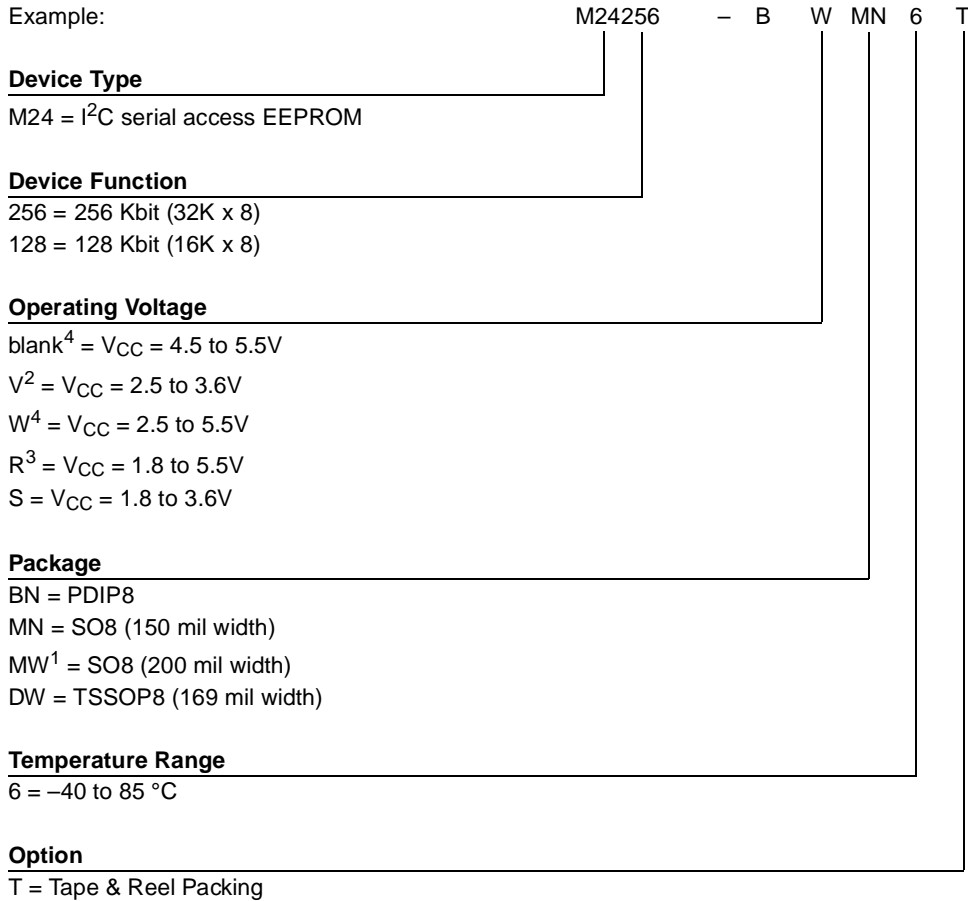 Example: M24256 – B W MN 6 T
Device Type
M24 = I²C serial access EEPROM
Device Function
256 = 256 Kbit (32K x 8)
128 = 128 Kbit (16K x 8)
Operating Voltage
blank⁴ = VCC = 4.5 to 5.5V
V² = VCC = 2.5 to 3.6V
W⁴ = VCC = 2.5 to 5.5V
R³ = VCC = 1.8 to 5.5V
S = VCC = 1.8 to 3.6V
Package
BN = PDIP8
MN = SO8 (150 mil width)
MW¹ = SO8 (200 mil width)
DW = TSSOP8 (169 mil width)
Temperature Range
6 = –40 to 85 °C
Option
T = Tape & Reel Packing